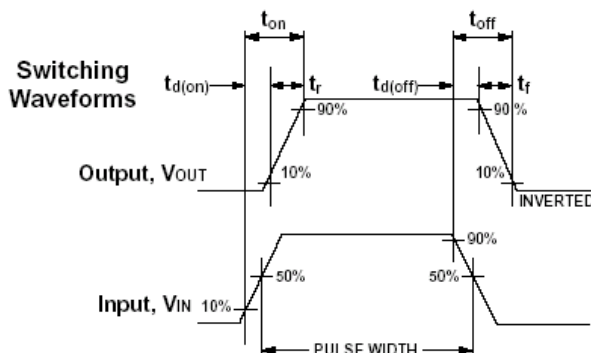 ton toff
Switching
Waveforms
td(on) tr td(off) tf
90% 90%
Output, VOUT
10% 10%
INVERTED
90%
50% 50%
Input, VIN 10%
PULSE WIDTH